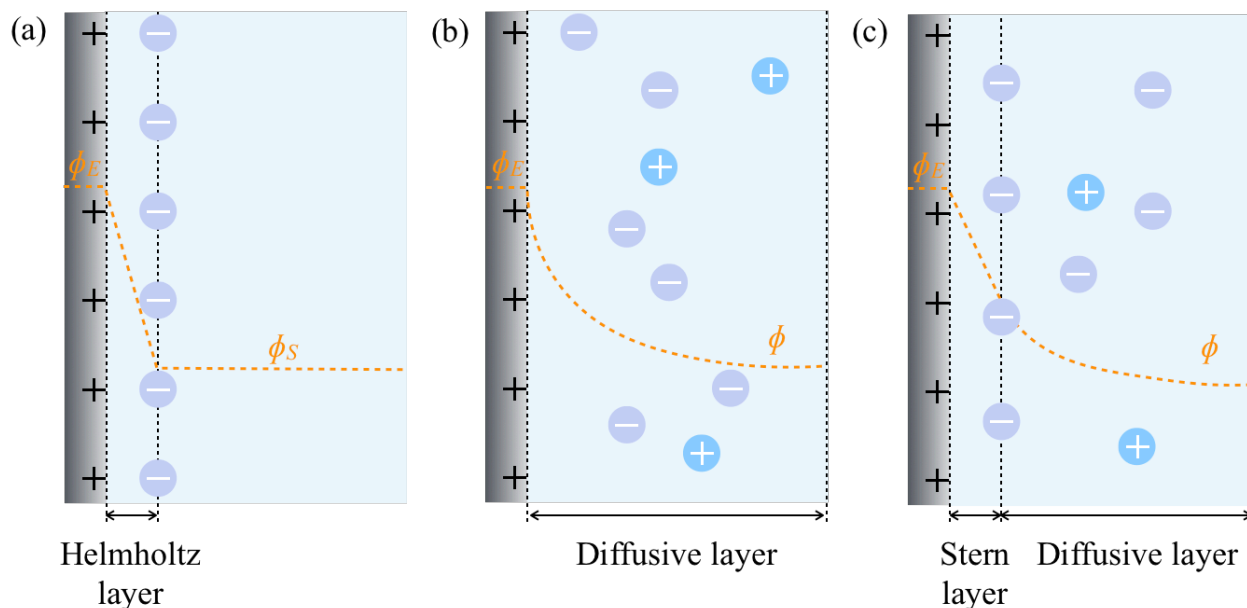 (a)
ϕE
ϕS
Helmholtz
layer
(b)
ϕE
ϕ
Diffusive layer
(c)
ϕE
ϕ
Stern
layer
Diffusive layer